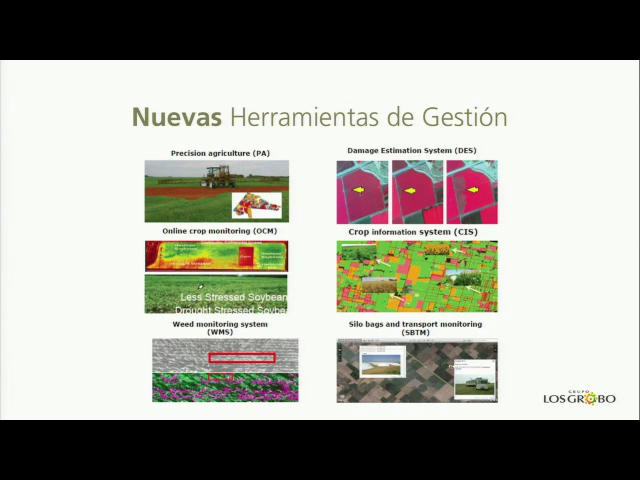 Nuevas Herramientas de Gestión
Precision agriculture (PA)
Damage Estimation System (DES)
Online crop monitoring (OCM)
Crop information system (CIS)
Less Stressed Soybean
Drought Stressed Soybea
Weed monitoring system
(WMS)
Silo bags and transport monitoring
(SBTM)
GRUPO
LOS GROBO